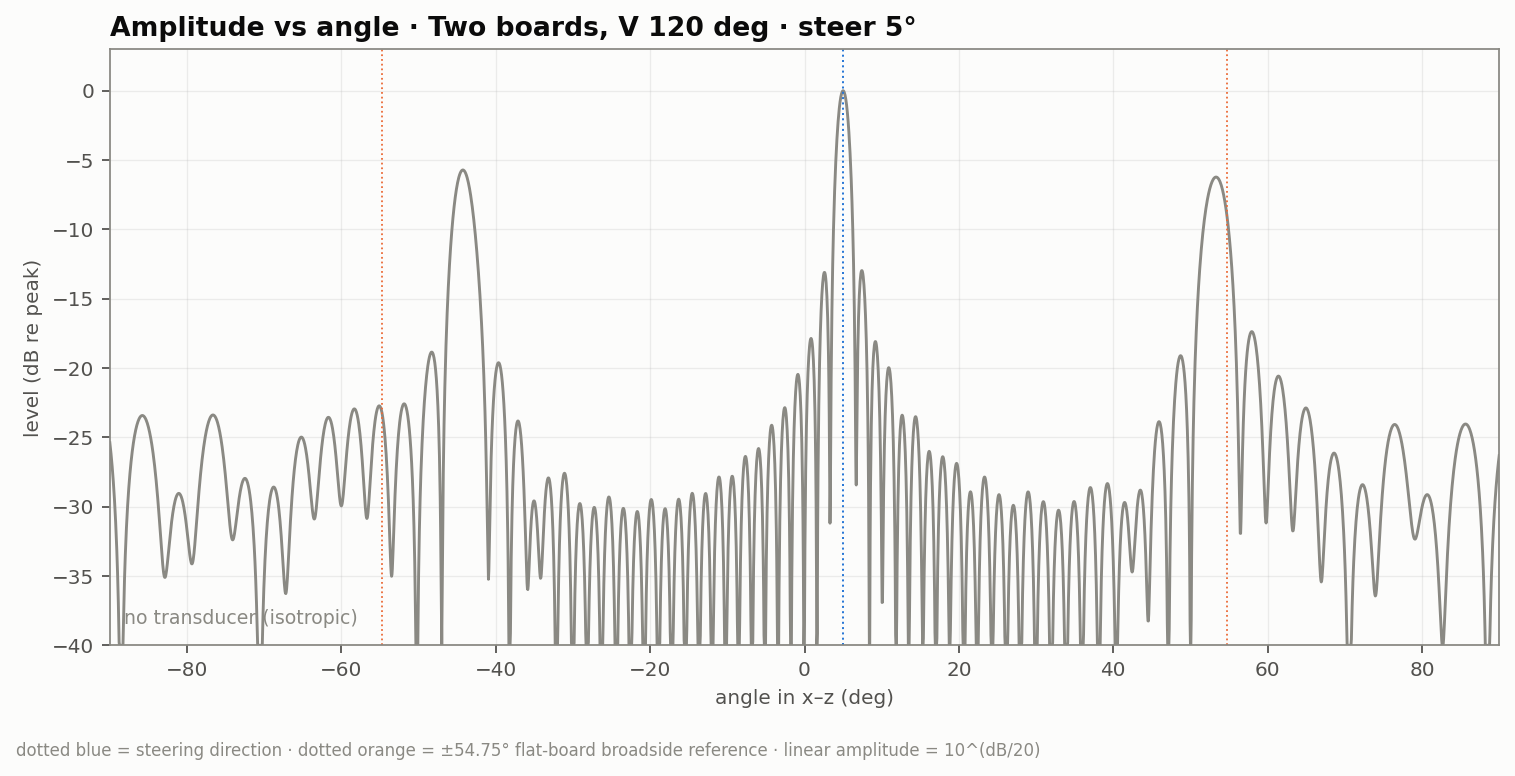 Amplitude vs angle · Two boards, V 120 deg · steer 5°
level (dB re peak)
0
−5
−10
−15
−20
−25
−30
−35
−40
no transducer (isotropic)
−80 −60 −40 −20 0 20 40 60 80
angle in x–z (deg)
dotted blue = steering direction · dotted orange = ±54.75° flat-board broadside reference · linear amplitude = 10^(dB/20)